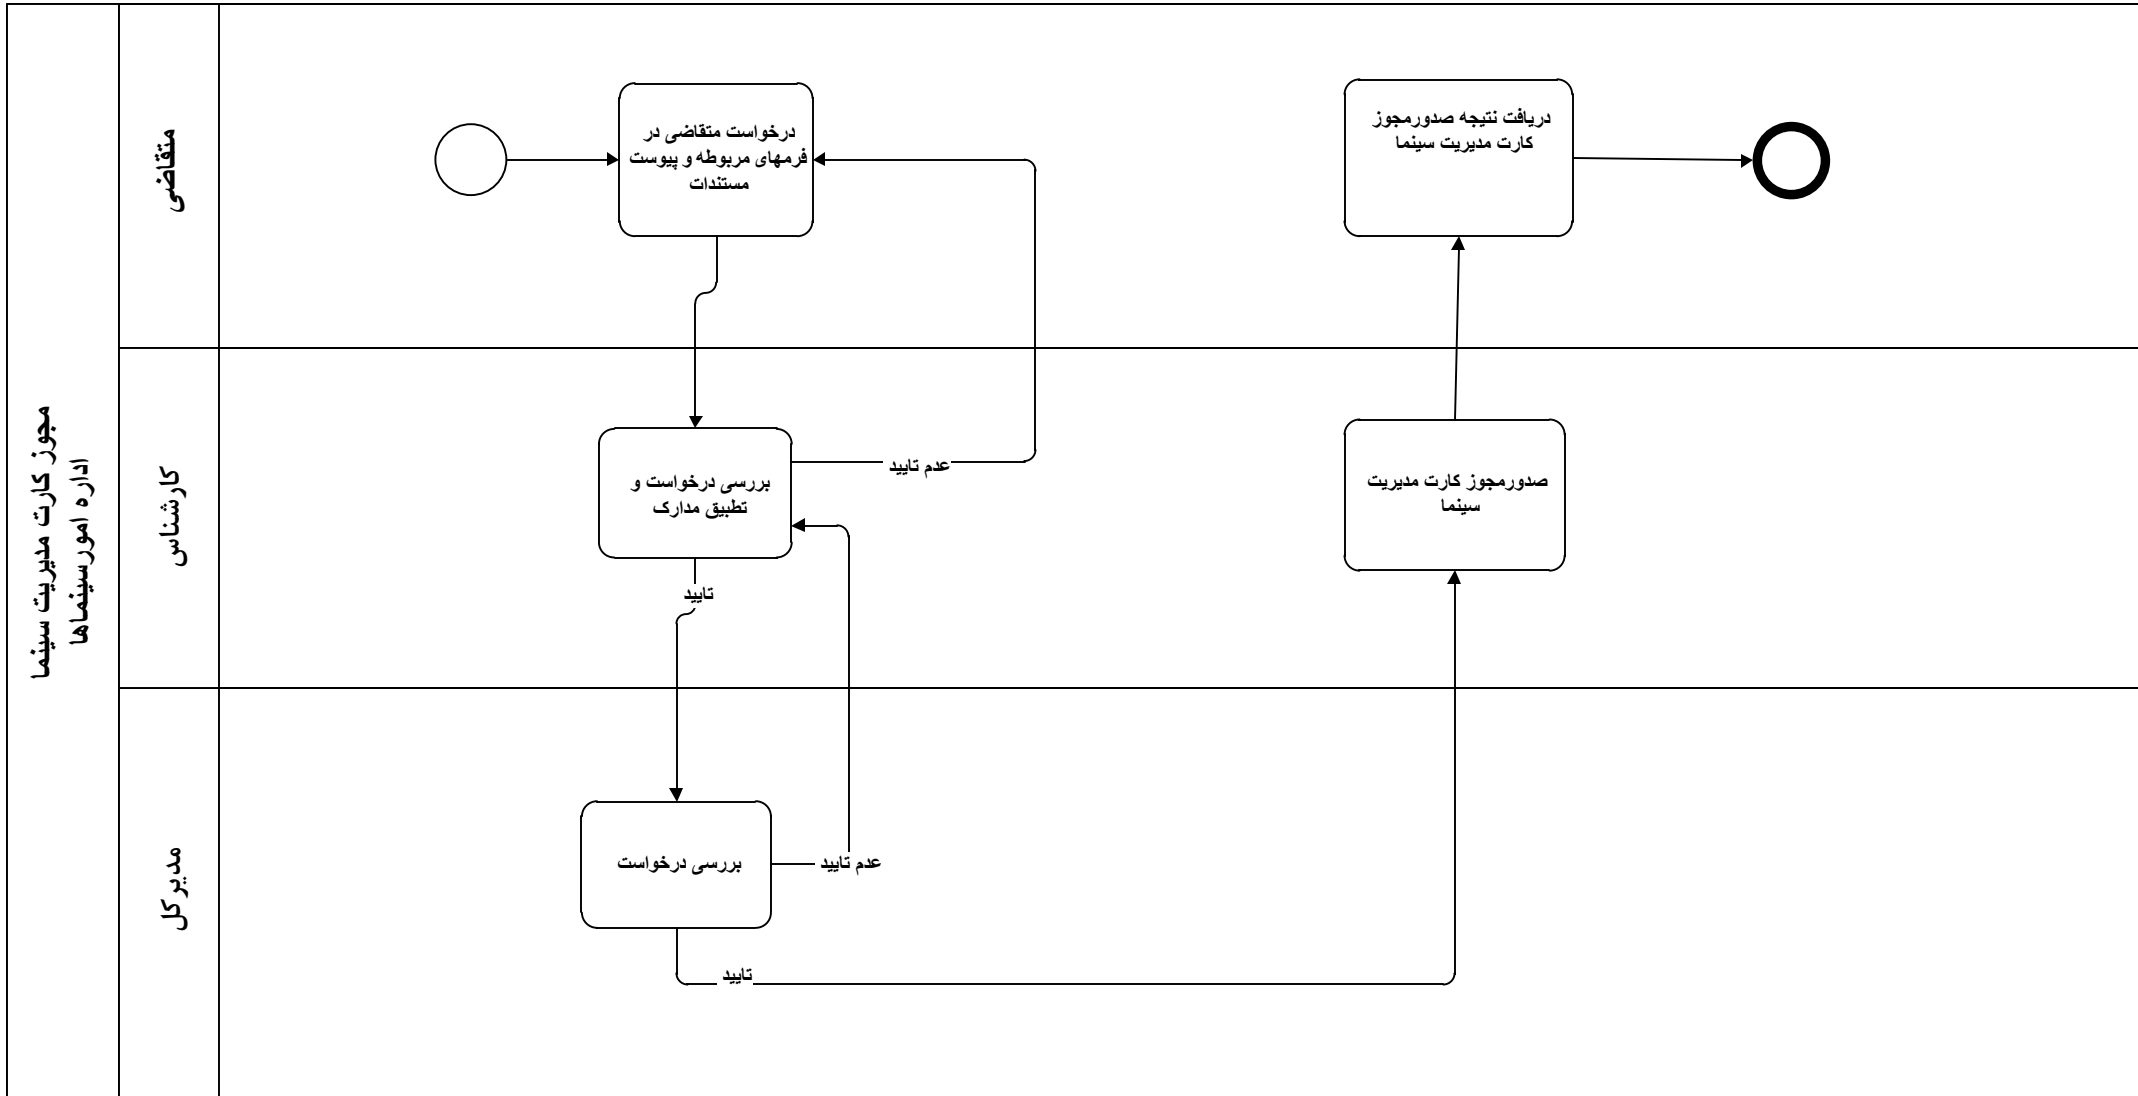 مجوز کارت مدیریت سینما
اداره امورسینماها
متقاضی
درخواست متقاضی در
فرمهای مربوطه و پیوست
مستندات
دریافت نتیجه صدورمجوز
کارت مدیریت سینما
کارشناس
بررسی درخواست و
تطبیق مدارک
عدم تایید
تایید
صدورمجوز کارت مدیریت
سینما
مدیرکل
بررسی درخواست
عدم تایید
تایید